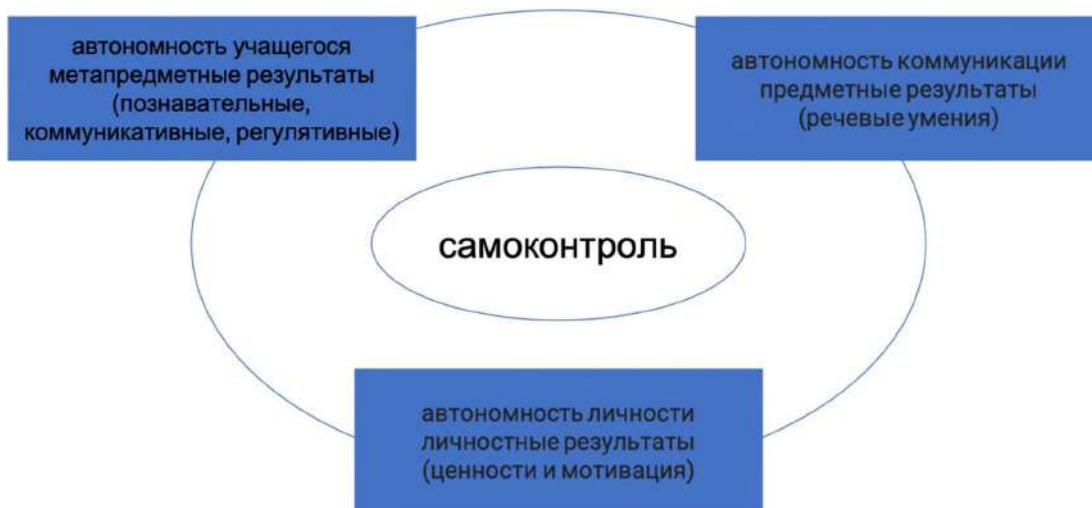 автономность учащегося
метапредметные результаты
(познавательные,
коммуникативные, регулятивные)
автономность коммуникации
предметные результаты
(речевые умения)
самоконтроль
автономность личности
личностные результаты
(ценности и мотивация)